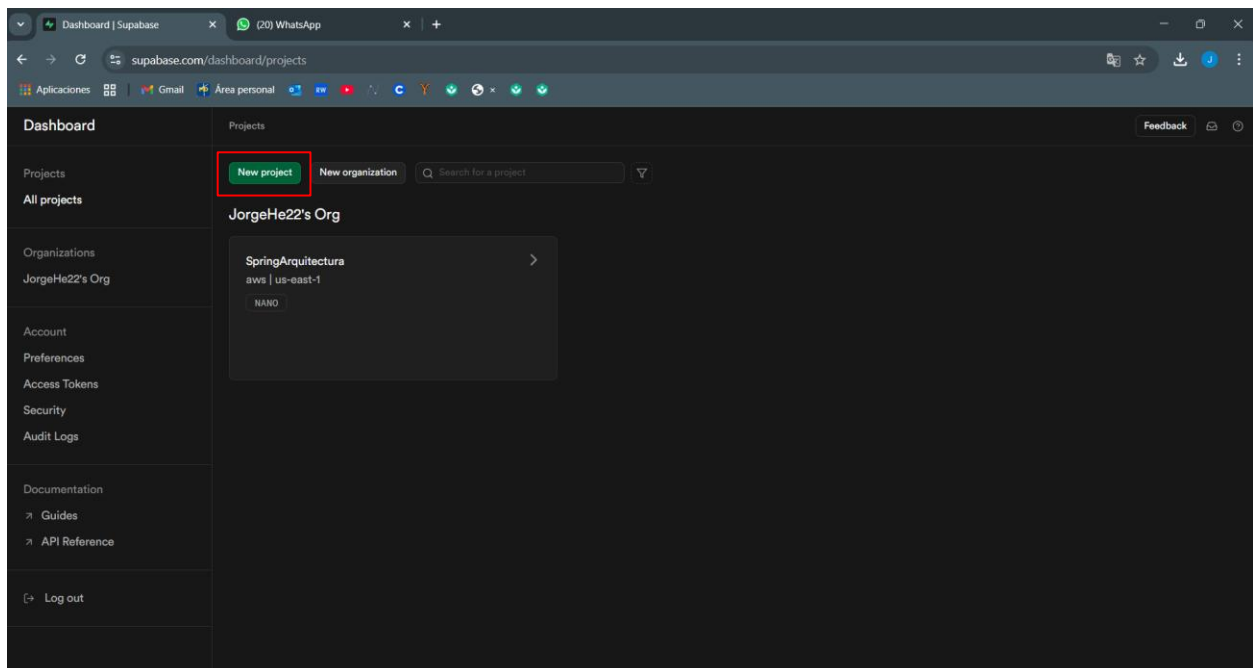 Dashboard | Supabase
(20) WhatsApp
supabase.com/dashboard/projects
Aplicaciones
Gmail
Área personal
RW
C
Y
J
Dashboard
Projects
Feedback
Projects
All projects
New project
New organization
Search for a project
JorgeHe22's Org
Organizations
JorgeHe22's Org
SpringArquitectura
aws | us-east-1
NANO
Account
Preferences
Access Tokens
Security
Audit Logs
Documentation
Guides
API Reference
Log out